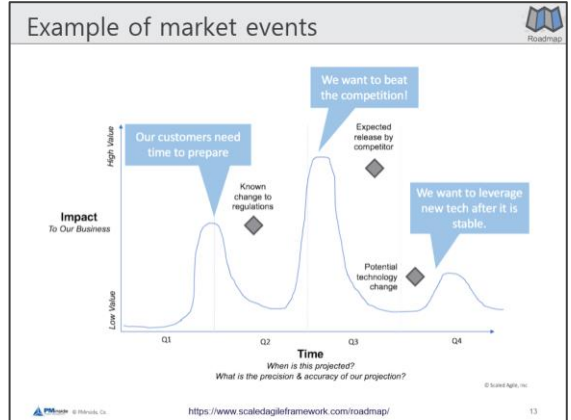 Example of market events
Roadmap
We want to beat
the competition!
Our customers need
time to prepare
Expected
release by
competitor
High Value
Known
change to
regulations
We want to leverage
new tech after it is
stable.
Impact
To Our Business
Potential
technology
change
Low Value
Q1
Q2
Q3
Q4
Time
When is this projected?
What is the precision & accuracy of our projection?
© Scaled Agile, Inc.
PMinside © PMinside, Co.
https://www.scaledagileframework.com/roadmap/
13